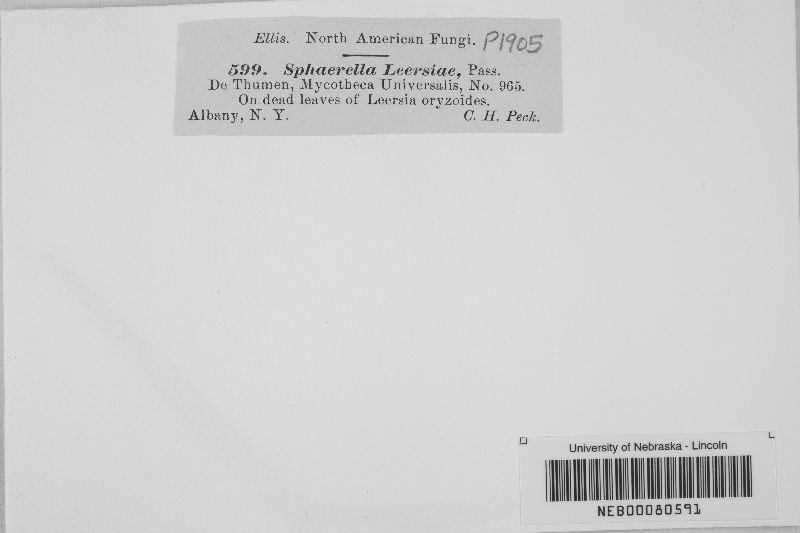 Ellis. North American Fungi. P1905
599. Sphaerella Leersiae, Pass.
De Thumen, Mycotheca Universalis, No. 965.
On dead leaves of Leersia oryzoides.
Albany, N. Y. C. H. Peck.
University of Nebraska - Lincoln
NEB00080591